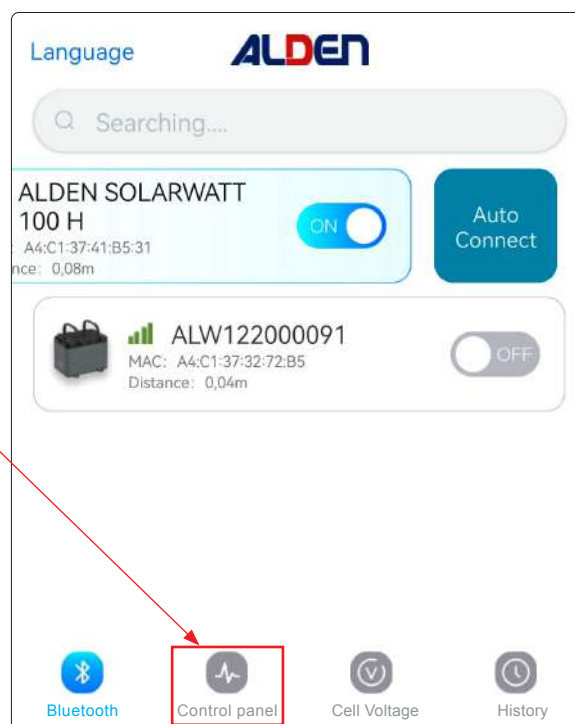 Language
ALDEN
Searching....
ALDEN SOLARWATT
100 H
: A4:C1:37:41:B5:31
nce: 0,08m
ON
Auto
Connect
ALW122000091
MAC: A4:C1:37:32:72:B5
Distance: 0,04m
OFF
Bluetooth
Control panel
Cell Voltage
History